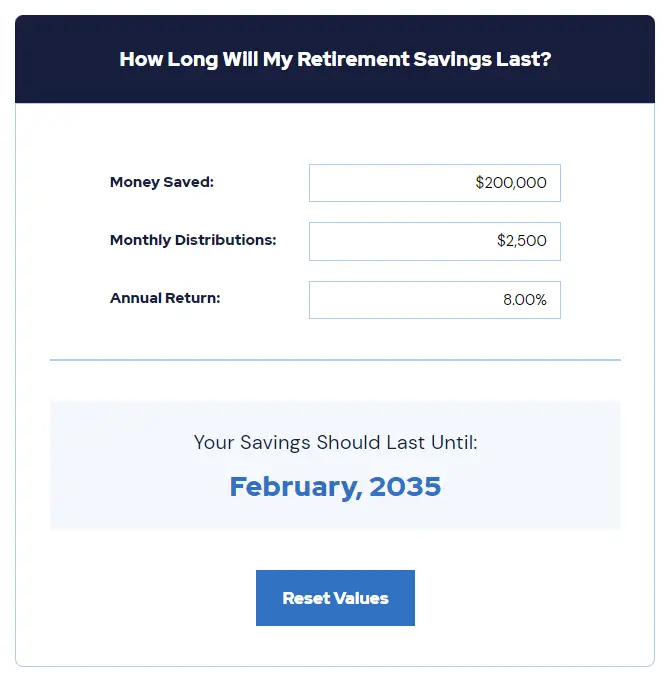 How Long Will My Retirement Savings Last?
Money Saved:
$200,000
Monthly Distributions:
$2,500
Annual Return:
8.00%
Your Savings Should Last Until:
February, 2035
Reset Values